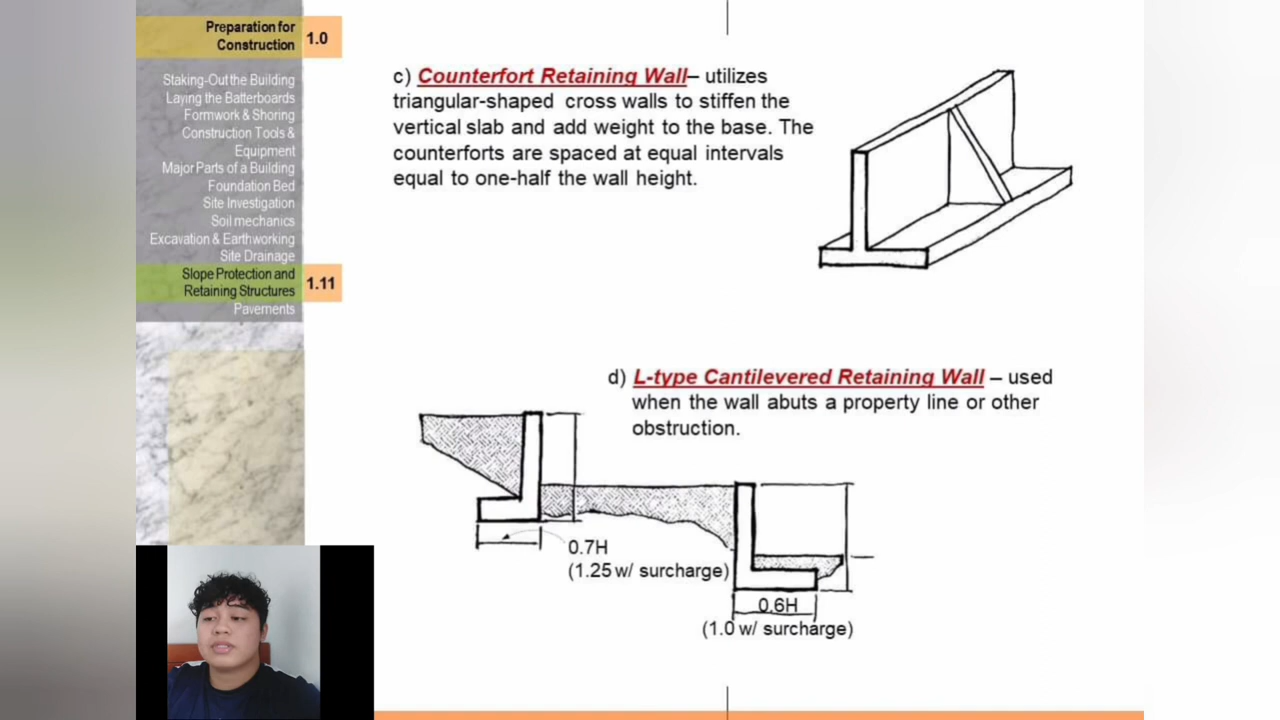 Preparation for
Construction
1.0
Staking-Out the Building
Laying the Batterboards
Formwork & Shoring
Construction Tools &
Equipment
Major Parts of a Building
Foundation Bed
Site Investigation
Soil mechanics
Excavation & Earthworking
Site Drainage
Slope Protection and
Retaining Structures
1.11
Pavements
c) Counterfort Retaining Wall– utilizes
triangular-shaped cross walls to stiffen the
vertical slab and add weight to the base. The
counterforts are spaced at equal intervals
equal to one-half the wall height.
d) L-type Cantilevered Retaining Wall – used
when the wall abuts a property line or other
obstruction.
0.7H
(1.25 w/ surcharge)
0.6H
(1.0 w/ surcharge)